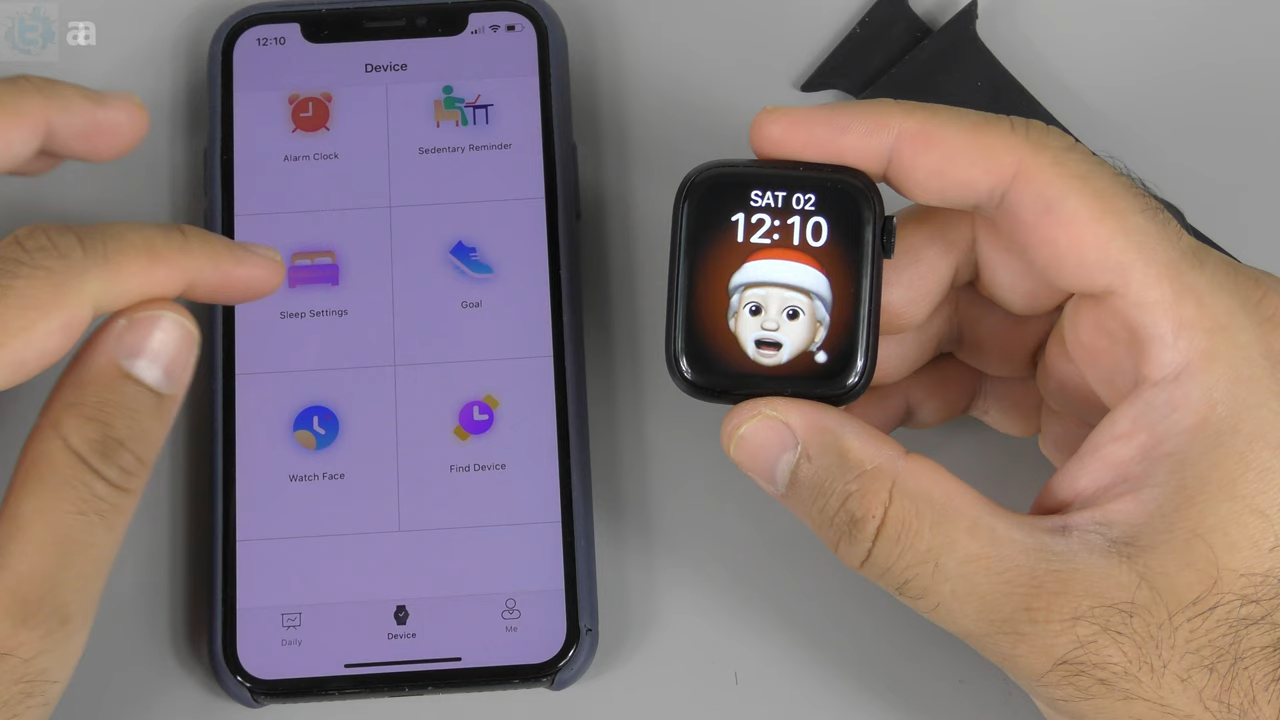 12:10
Device
Alarm Clock
Sedentary Reminder
Sleep Settings
Goal
Watch Face
Find Device
Daily
Device
Me
SAT 02
12:10